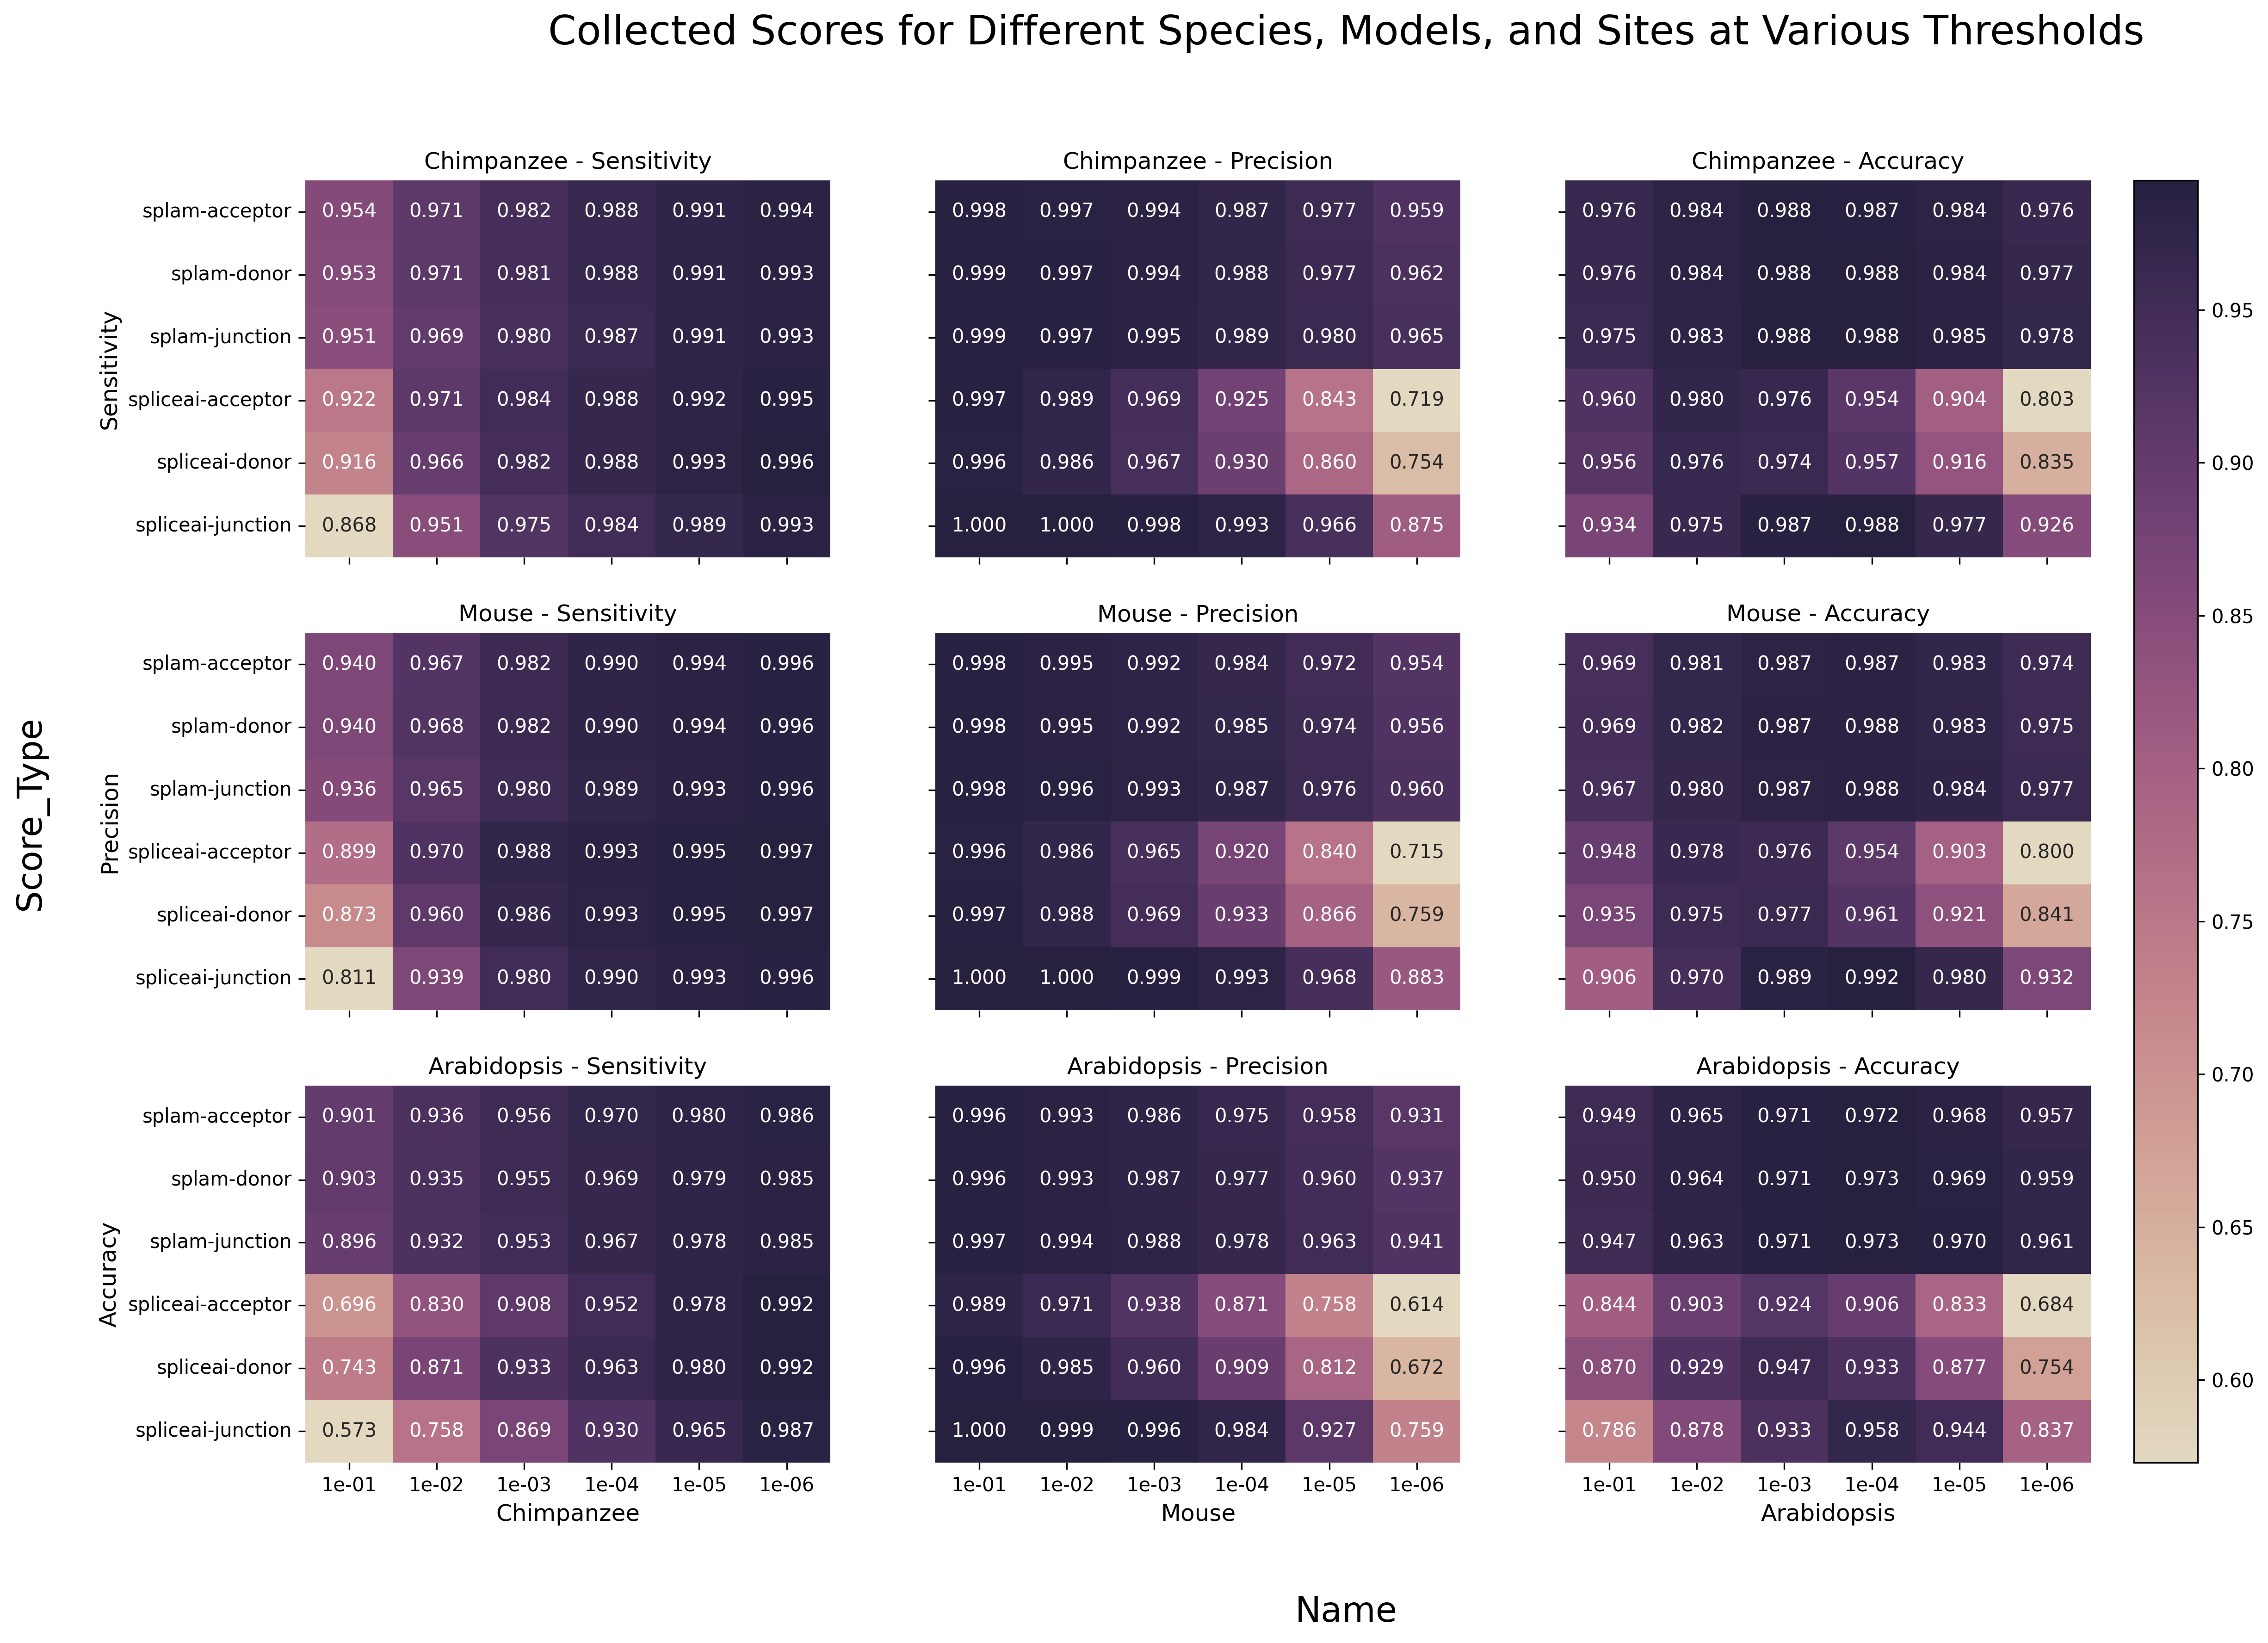 Collected Scores for Different Species, Models, and Sites at Various Thresholds
Chimpanzee - Sensitivity Chimpanzee - Precision Chimpanzee - Accuracy
splam-acceptor 0.954 0.971 0.982 0.988 0.991 0.994 0.998 0.997 0.994 0.987 0.977 0.959 0.976 0.984 0.988 0.987 0.984 0.976
splam-donor 0.953 0.971 0.981 0.988 0.991 0.993 0.999 0.997 0.994 0.988 0.977 0.962 0.976 0.984 0.988 0.988 0.984 0.977
splam-junction 0.951 0.969 0.980 0.987 0.991 0.993 0.999 0.997 0.995 0.989 0.980 0.965 0.975 0.983 0.988 0.988 0.985 0.978
spliceai-acceptor 0.922 0.971 0.984 0.988 0.992 0.995 0.997 0.989 0.969 0.925 0.843 0.719 0.960 0.980 0.976 0.954 0.904 0.803
spliceai-donor 0.916 0.966 0.982 0.988 0.993 0.996 0.996 0.986 0.967 0.930 0.860 0.754 0.956 0.976 0.974 0.957 0.916 0.835
spliceai-junction 0.868 0.951 0.975 0.984 0.989 0.993 1.000 1.000 0.998 0.993 0.966 0.875 0.934 0.975 0.987 0.988 0.977 0.926
Sensitivity
Mouse - Sensitivity Mouse - Precision Mouse - Accuracy
splam-acceptor 0.940 0.967 0.982 0.990 0.994 0.996 0.998 0.995 0.992 0.984 0.972 0.954 0.969 0.981 0.987 0.987 0.983 0.974
splam-donor 0.940 0.968 0.982 0.990 0.994 0.996 0.998 0.995 0.992 0.985 0.974 0.956 0.969 0.982 0.987 0.988 0.983 0.975
splam-junction 0.936 0.965 0.980 0.989 0.993 0.996 0.998 0.996 0.993 0.987 0.976 0.960 0.967 0.980 0.987 0.988 0.984 0.977
spliceai-acceptor 0.899 0.970 0.988 0.993 0.995 0.997 0.996 0.986 0.965 0.920 0.840 0.715 0.948 0.978 0.976 0.954 0.903 0.800
spliceai-donor 0.873 0.960 0.986 0.993 0.995 0.997 0.997 0.988 0.969 0.933 0.866 0.759 0.935 0.975 0.977 0.961 0.921 0.841
spliceai-junction 0.811 0.939 0.980 0.990 0.993 0.996 1.000 1.000 0.999 0.993 0.968 0.883 0.906 0.970 0.989 0.992 0.980 0.932
Precision
Score_Type
Arabidopsis - Sensitivity Arabidopsis - Precision Arabidopsis - Accuracy
splam-acceptor 0.901 0.936 0.956 0.970 0.980 0.986 0.996 0.993 0.986 0.975 0.958 0.931 0.949 0.965 0.971 0.972 0.968 0.957
splam-donor 0.903 0.935 0.955 0.969 0.979 0.985 0.996 0.993 0.987 0.977 0.960 0.937 0.950 0.964 0.971 0.973 0.969 0.959
splam-junction 0.896 0.932 0.953 0.967 0.978 0.985 0.997 0.994 0.988 0.978 0.963 0.941 0.947 0.963 0.971 0.973 0.970 0.961
spliceai-acceptor 0.696 0.830 0.908 0.952 0.978 0.992 0.989 0.971 0.938 0.871 0.758 0.614 0.844 0.903 0.924 0.906 0.833 0.684
spliceai-donor 0.743 0.871 0.933 0.963 0.980 0.992 0.996 0.985 0.960 0.909 0.812 0.672 0.870 0.929 0.947 0.933 0.877 0.754
spliceai-junction 0.573 0.758 0.869 0.930 0.965 0.987 1.000 0.999 0.996 0.984 0.927 0.759 0.786 0.878 0.933 0.958 0.944 0.837
Accuracy
1e-01 1e-02 1e-03 1e-04 1e-05 1e-06 1e-01 1e-02 1e-03 1e-04 1e-05 1e-06 1e-01 1e-02 1e-03 1e-04 1e-05 1e-06
Chimpanzee Mouse Arabidopsis
Name
0.95
0.90
0.85
0.80
0.75
0.70
0.65
0.60